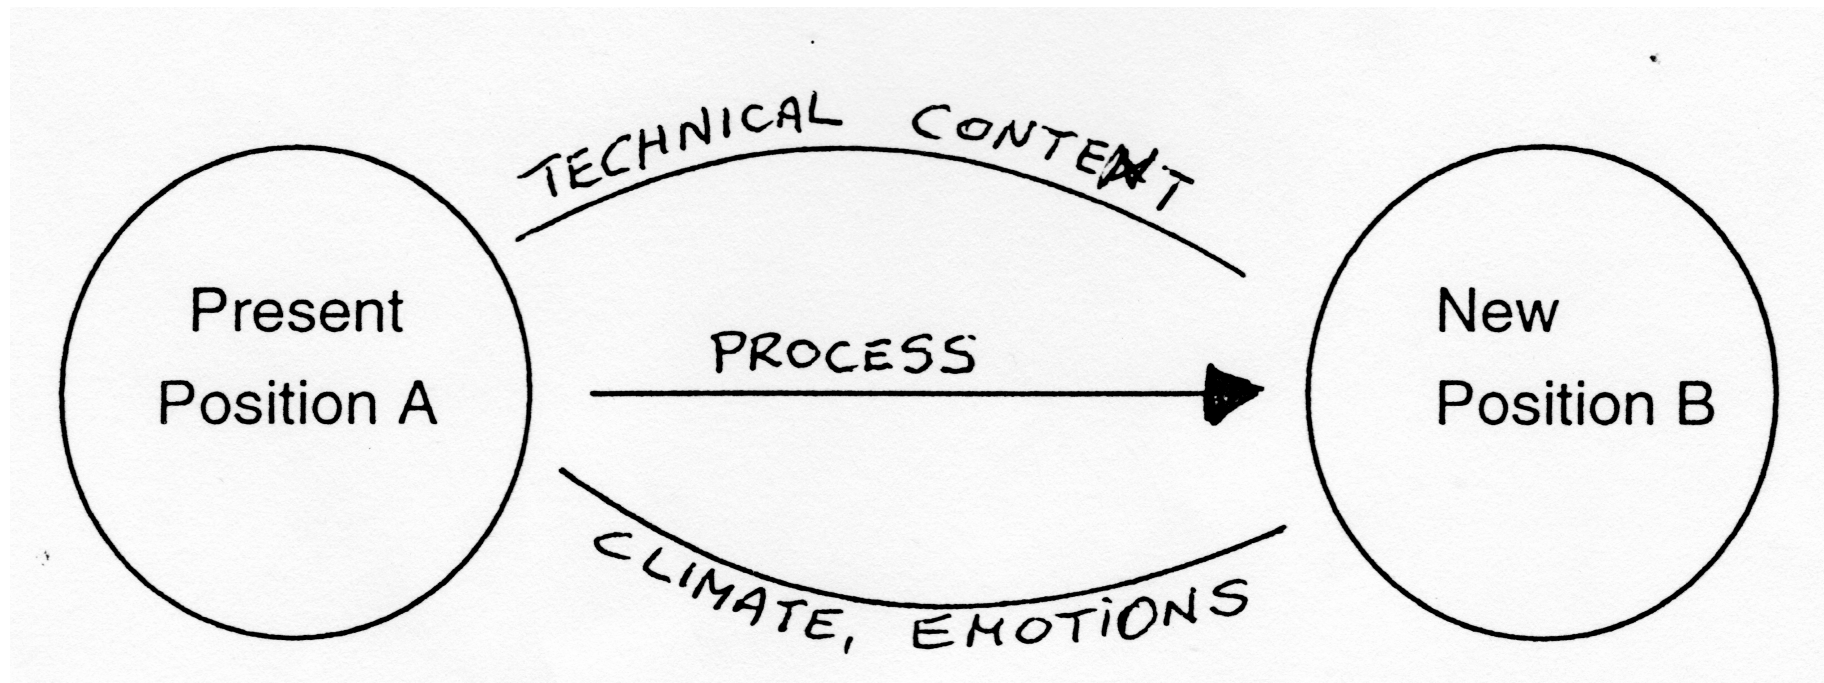 TECHNICAL CONTENT
Present
Position A
PROCESS
New
Position B
CLIMATE, EMOTIONS